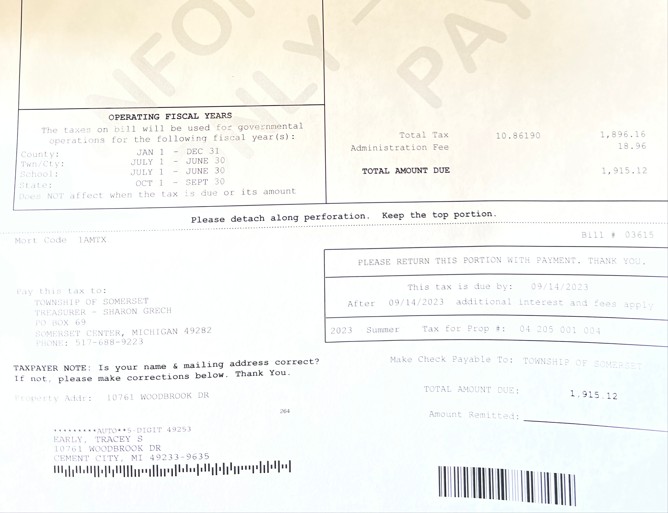 INFOR
ONLY -
PAY
OPERATING FISCAL YEARS
The taxes on bill will be used for governmental
operations for the following fiscal year(s):
County: JAN 1 - DEC 31
Twn/Cty: JULY 1 - JUNE 30
School: JULY 1 - JUNE 30
State: OCT 1 - SEPT 30
Does NOT affect when the tax is due or its amount
Total Tax 10.86190 1,896.16
Administration Fee 18.96
TOTAL AMOUNT DUE 1,915.12
Please detach along perforation. Keep the top portion.
Mort Code 1AMTX
Bill # 03615
PLEASE RETURN THIS PORTION WITH PAYMENT. THANK YOU.
This tax is due by: 09/14/2023
After 09/14/2023 additional interest and fees apply
2023 Summer Tax for Prop #: 04 205 001 004
Pay this tax to:
TOWNSHIP OF SOMERSET
TREASURER - SHARON GRECH
PO BOX 69
SOMERSET CENTER, MICHIGAN 49282
PHONE: 517-688-9223
TAXPAYER NOTE: Is your name & mailing address correct?
If not, please make corrections below. Thank You.
Property Addr: 10761 WOODBROOK DR
Make Check Payable To: TOWNSHIP OF SOMERSET
TOTAL AMOUNT DUE: 1,915.12
Amount Remitted:
204
*********AUTO**5-DIGIT 49253
EARLY, TRACEY S
10761 WOODBROOK DR
CEMENT CITY, MI 49233-9635